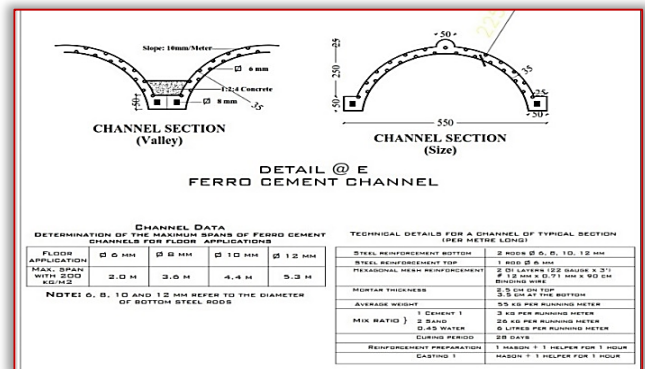 Slope: 10mm/Meter
Ø 6 mm
1:2:4 Concrete
Ø 8 mm
50
35
CHANNEL SECTION
(Valley)
50
225
25
250
35
25
50
50
550
CHANNEL SECTION
(Size)
DETAIL @ E
FERRO CEMENT CHANNEL
CHANNEL DATA
DETERMINATION OF THE MAXIMUM SPANS OF FERRO CEMENT
CHANNELS FOR FLOOR APPLICATIONS
FLOOR APPLICATION Ø 6 MM Ø 8 MM Ø 10 MM Ø 12 MM
MAX. SPAN WITH 200 KG/M2 2.0 M 3.6 M 4.4 M 5.3 M
NOTE: 6, 8, 10 AND 12 MM REFER TO THE DIAMETER
OF BOTTOM STEEL RODS
TECHNICAL DETAILS FOR A CHANNEL OF TYPICAL SECTION
(PER METRE LONG)
STEEL REINFORCEMENT BOTTOM 2 RODS Ø 6, 8, 10, 12 MM
STEEL REINFORCEMENT TOP 1 ROD Ø 6 MM
HEXAGONAL MESH REINFORCEMENT 2 GI LAYERS (22 GAUGE X 3')
# 12 MM X 0.71 MM X 90 CM
BINDING WIRE
MORTAR THICKNESS 2.5 CM ON TOP
3.5 CM AT THE BOTTOM
AVERAGE WEIGHT 55 KG PER RUNNING METER
MIX RATIO } 1 CEMENT 1 3 KG PER RUNNING METER
2 SAND 26 KG PER RUNNING METER
0.45 WATER 6 LITRES PER RUNNING METER
CURING PERIOD 28 DAYS
REINFORCEMENT PREPARATION 1 MASON + 1 HELPER FOR 1 HOUR
CASTING 1 MASON + 1 HELPER FOR 1 HOUR